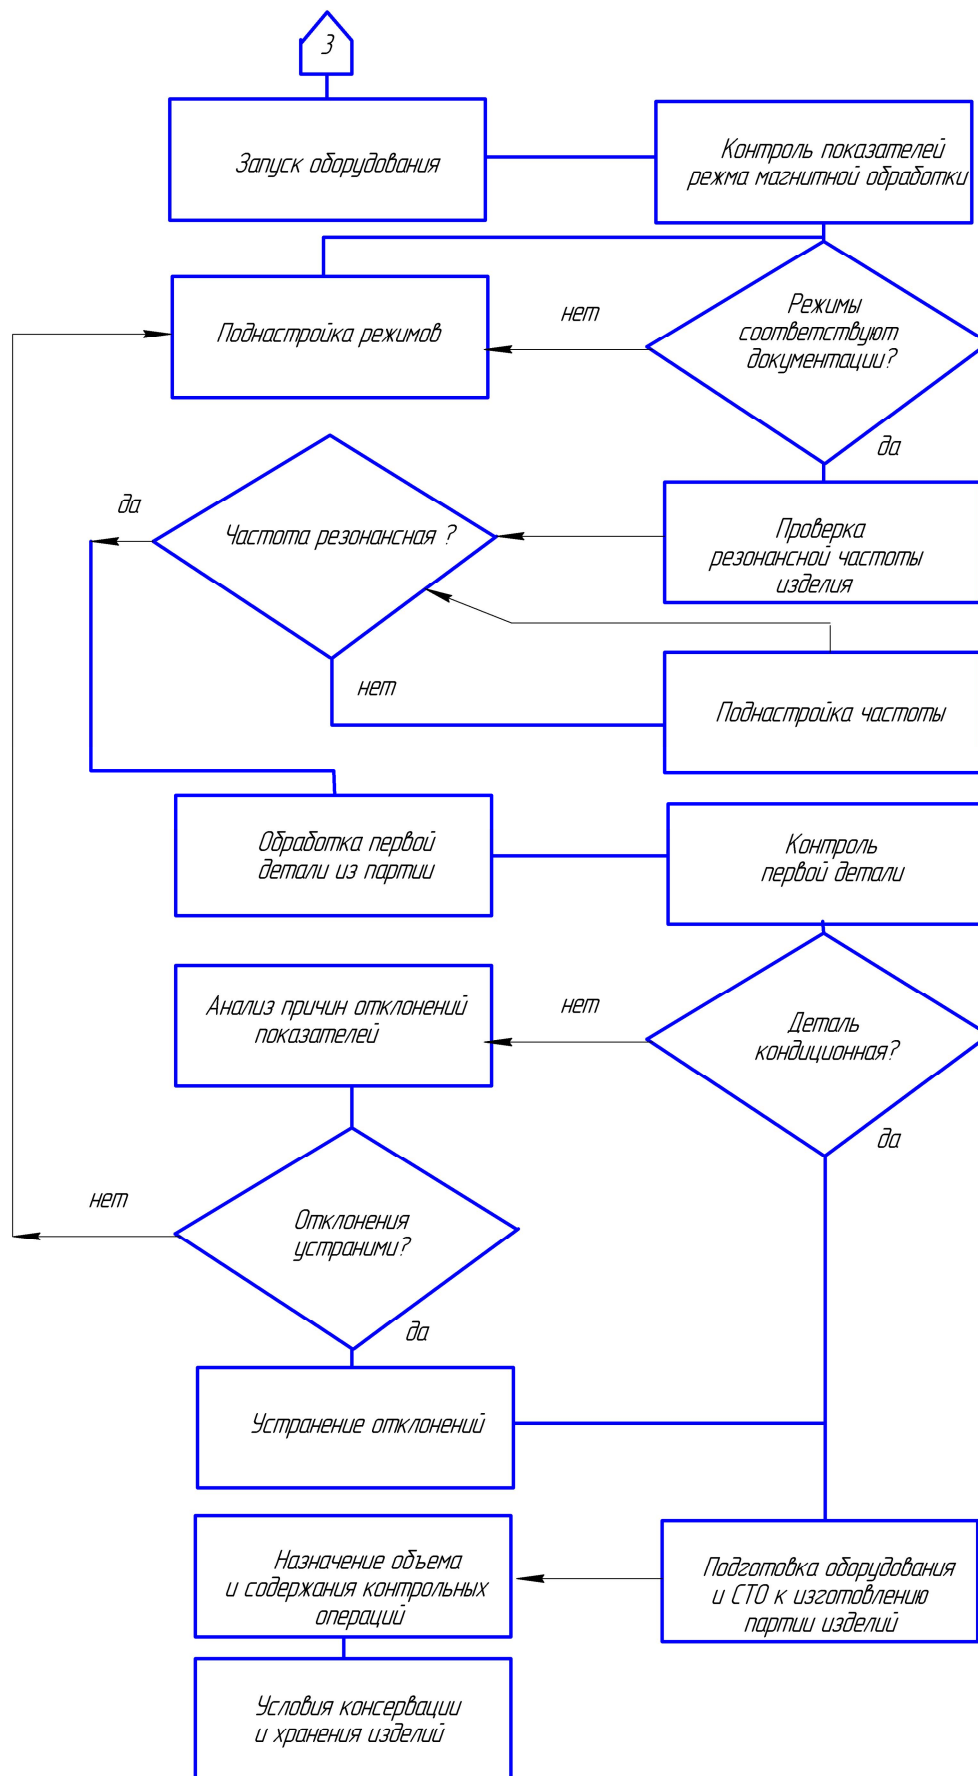 3
Запуск оборудования
Контроль показателей
режма магнитной обработки
Поднастройка режимов
нет
Режимы
соответствуют
документации?
да
да
Частота резонансная ?
Проверка
резонансной частоты
изделия
нет
Поднастройка частоты
Обработка первой
детали из партии
Контроль
первой детали
Анализ причин отклонений
показателей
нет
Деталь
кондиционная?
да
нет
Отклонения
устраними?
да
Устранение отклонений
Назначение объема
и содержания контрольных
операций
Подготовка оборудования
и СТО к изготовлению
партии изделий
Условия консервации
и хранения изделий